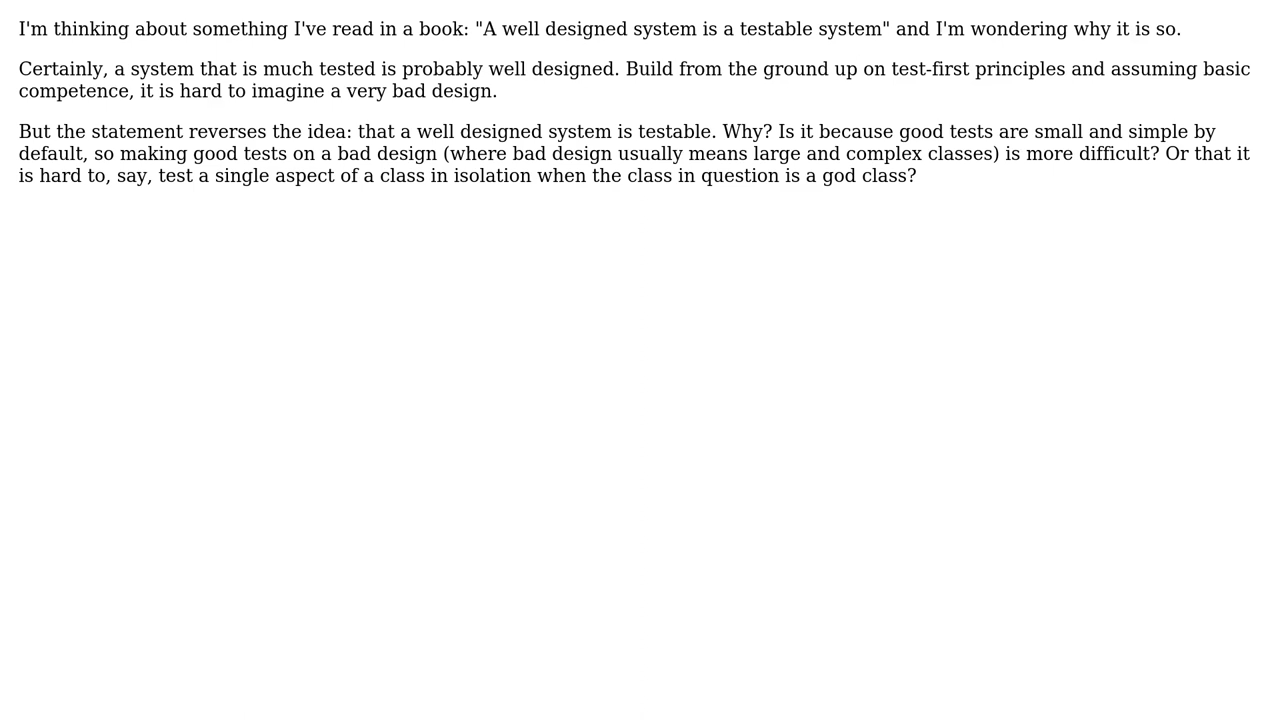 I'm thinking about something I've read in a book: "A well designed system is a testable system" and I'm wondering why it is so.
Certainly, a system that is much tested is probably well designed. Build from the ground up on test-first principles and assuming basic
competence, it is hard to imagine a very bad design.
But the statement reverses the idea: that a well designed system is testable. Why? Is it because good tests are small and simple by
default, so making good tests on a bad design (where bad design usually means large and complex classes) is more difficult? Or that it
is hard to, say, test a single aspect of a class in isolation when the class in question is a god class?